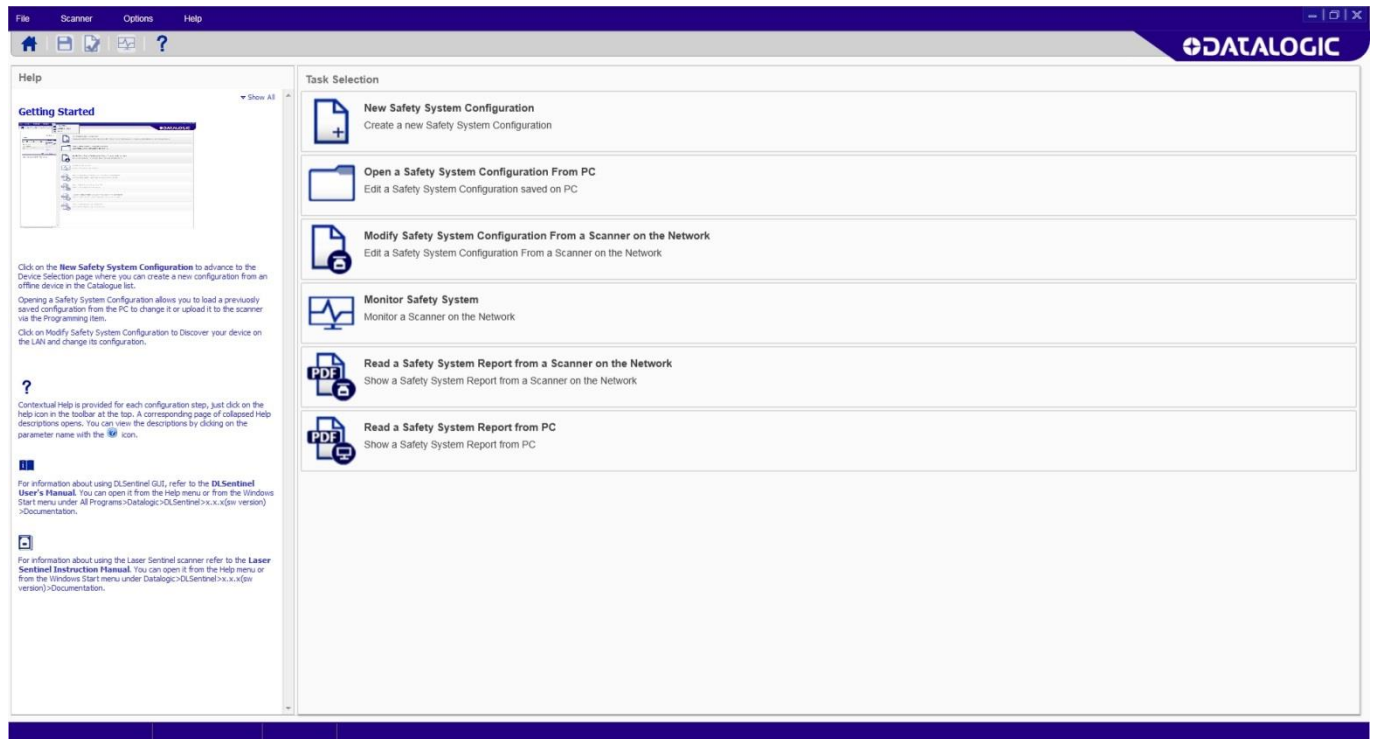 File Scanner Options Help
DATALOGIC
Help
Show All
Getting Started
Click on the New Safety System Configuration to advance to the
Device Selection page where you can create a new configuration from an
offline device in the Catalogue list.
Opening a Safety System Configuration allows you to load a previuosly
saved configuration from the PC to change it or upload it to the scanner
via the Programming item.
Click on Modify Safety System Configuration to Discover your device on
the LAN and change its configuration.
?
Contextual Help is provided for each configuration step, just click on the
help icon in the toolbar at the top. A corresponding page of collapsed Help
descriptions opens. You can view the descriptions by clicking on the
parameter name with the icon.
For information about using DLSentinel GUI, refer to the DLSentinel
User's Manual. You can open it from the Help menu or from the Windows
Start menu under All Programs>Datalogic>DLSentinel>x.x.x(sw version)
>Documentation.
For information about using the Laser Sentinel scanner refer to the Laser
Sentinel Instruction Manual. You can open it from the Help menu or
from the Windows Start menu under Datalogic>DLSentinel>x.x.x(sw
version)>Documentation.
Task Selection
New Safety System Configuration
Create a new Safety System Configuration
Open a Safety System Configuration From PC
Edit a Safety System Configuration saved on PC
Modify Safety System Configuration From a Scanner on the Network
Edit a Safety System Configuration From a Scanner on the Network
Monitor Safety System
Monitor a Scanner on the Network
PDF
Read a Safety System Report from a Scanner on the Network
Show a Safety System Report from a Scanner on the Network
PDF
Read a Safety System Report from PC
Show a Safety System Report from PC